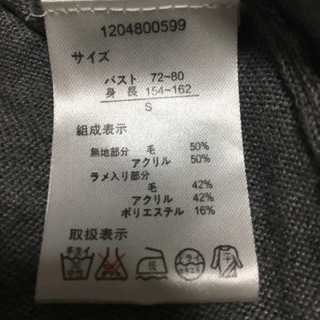 1204800599
サイズ
バスト 72~80
身長 154~162
S
組成表示
無地部分 毛 50%
アクリル 50%
ラメ入り部分 毛 42%
アクリル 42%
ポリエステル 16%
取扱表示
低
平